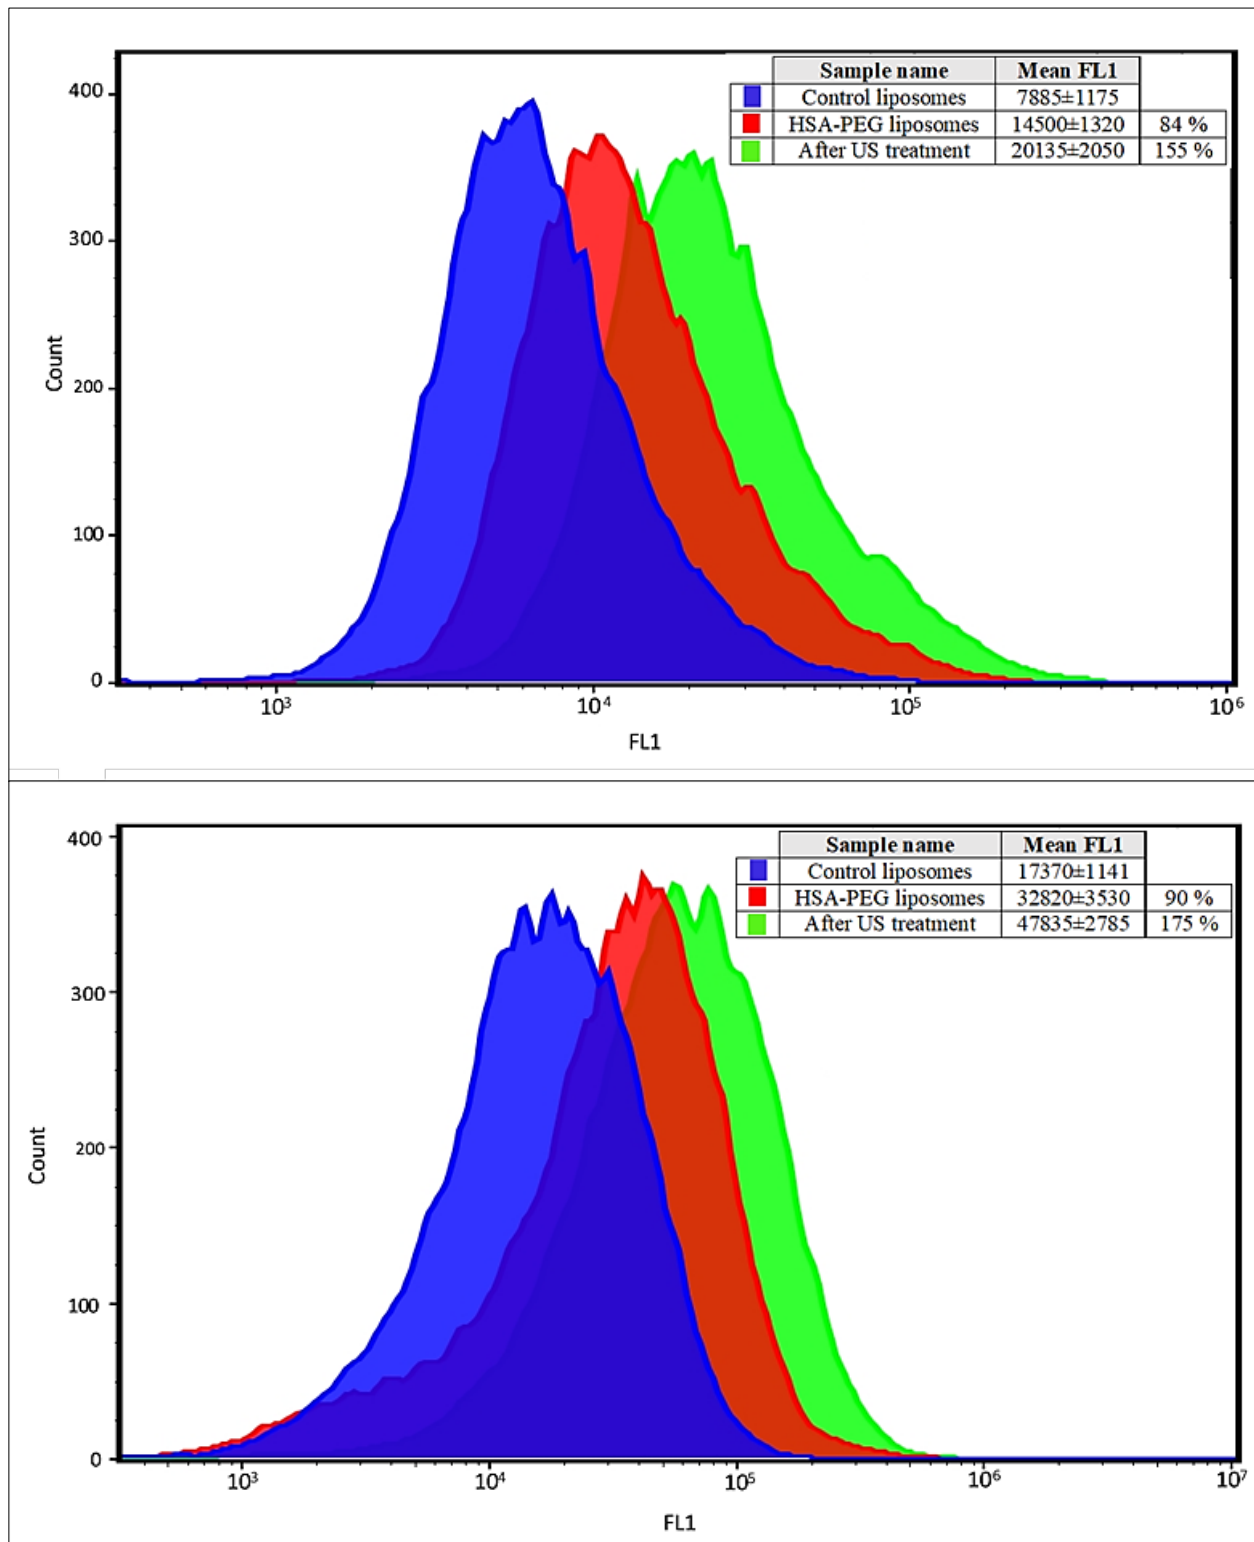 Sample name Mean FL1
Control liposomes 7885±1175
HSA-PEG liposomes 14500±1320 84 %
After US treatment 20135±2050 155 %
400
300
200
100
0
Count
10³ 10⁴ 10⁵ 10⁶
FL1
Sample name Mean FL1
Control liposomes 17370±1141
HSA-PEG liposomes 32820±3530 90 %
After US treatment 47835±2785 175 %
400
300
200
100
0
Count
10³ 10⁴ 10⁵ 10⁶ 10⁷
FL1